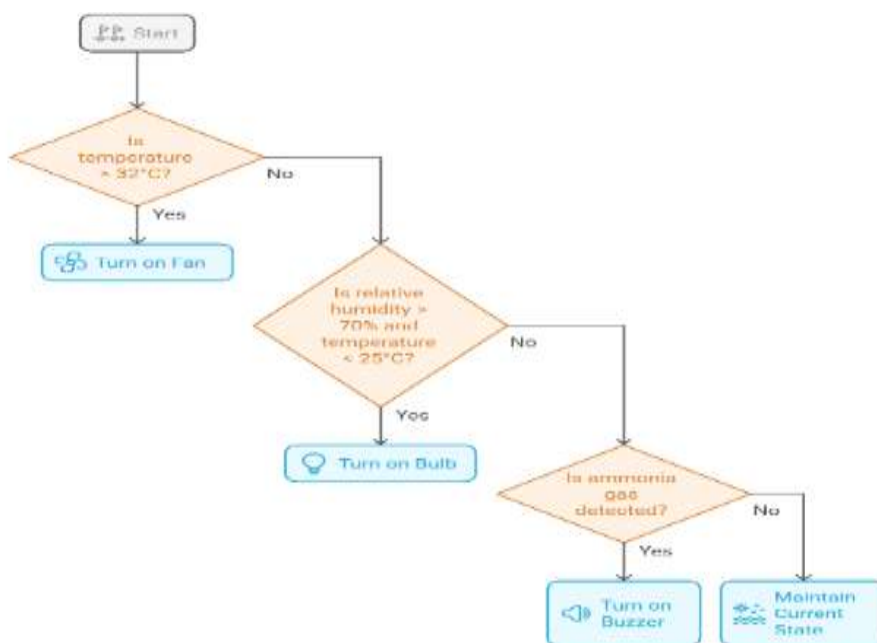 Start
Is
temperature
> 32°C?
No
Yes
Turn on Fan
Is relative
humidity >
70% and
temperature
< 25°C?
No
Yes
Turn on Bulb
Is ammonia
gas
detected?
No
Yes
Turn on
Buzzer
Maintain
Current
State